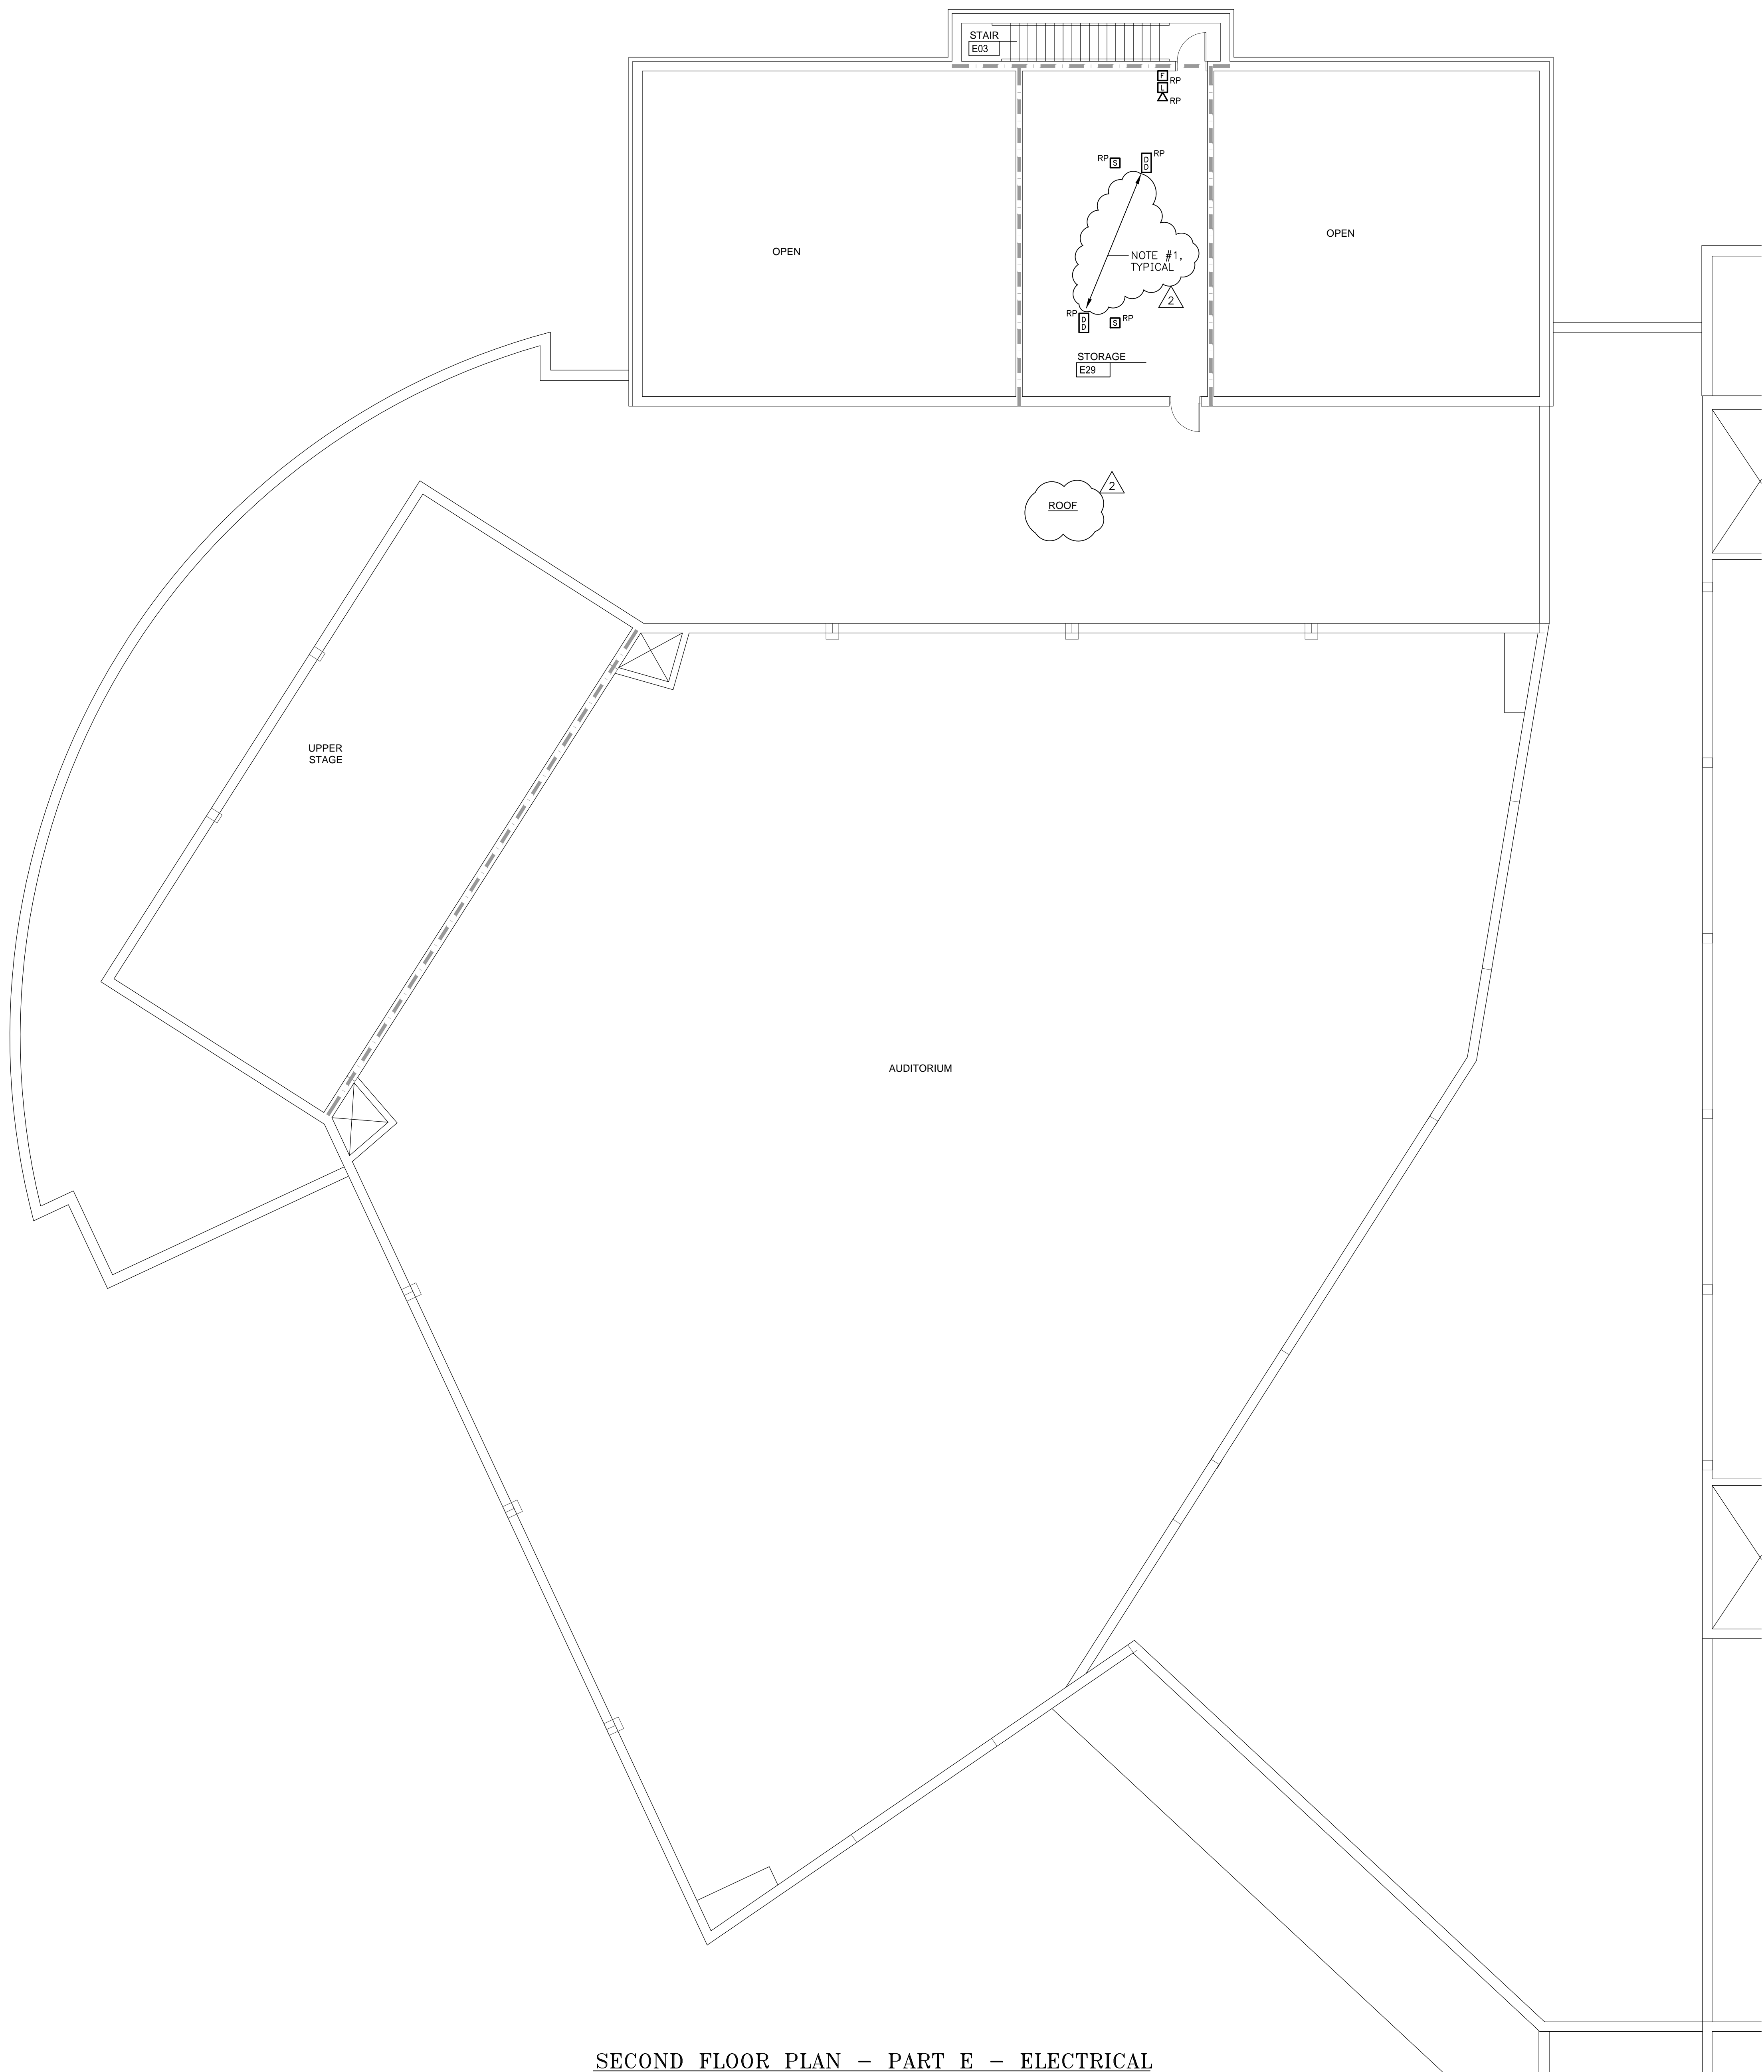 STAIR
E03
F
RP
L
RP
RP
S
D
D
RP
OPEN
OPEN
NOTE #1,
TYPICAL
2
RP
D
D
S
RP
STORAGE
E29
2
ROOF
UPPER
STAGE
AUDITORIUM
SECOND FLOOR PLAN - PART E - ELECTRICAL